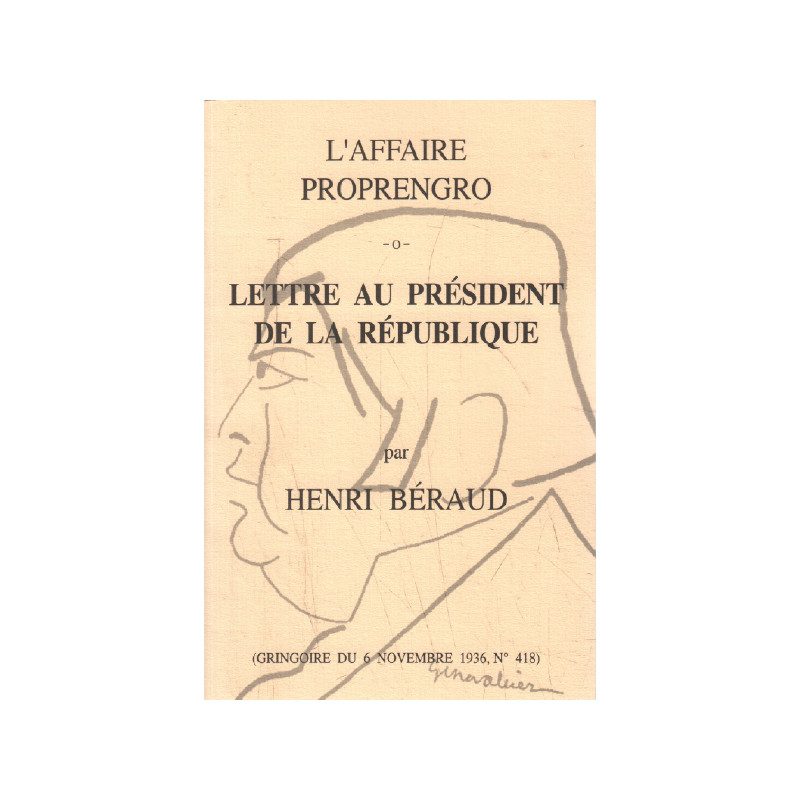 L'AFFAIRE
PROPRENGRO
-o-
LETTRE AU PRÉSIDENT
DE LA RÉPUBLIQUE
par
HENRI BÉRAUD
(GRINGOIRE DU 6 NOVEMBRE 1936, N° 418)